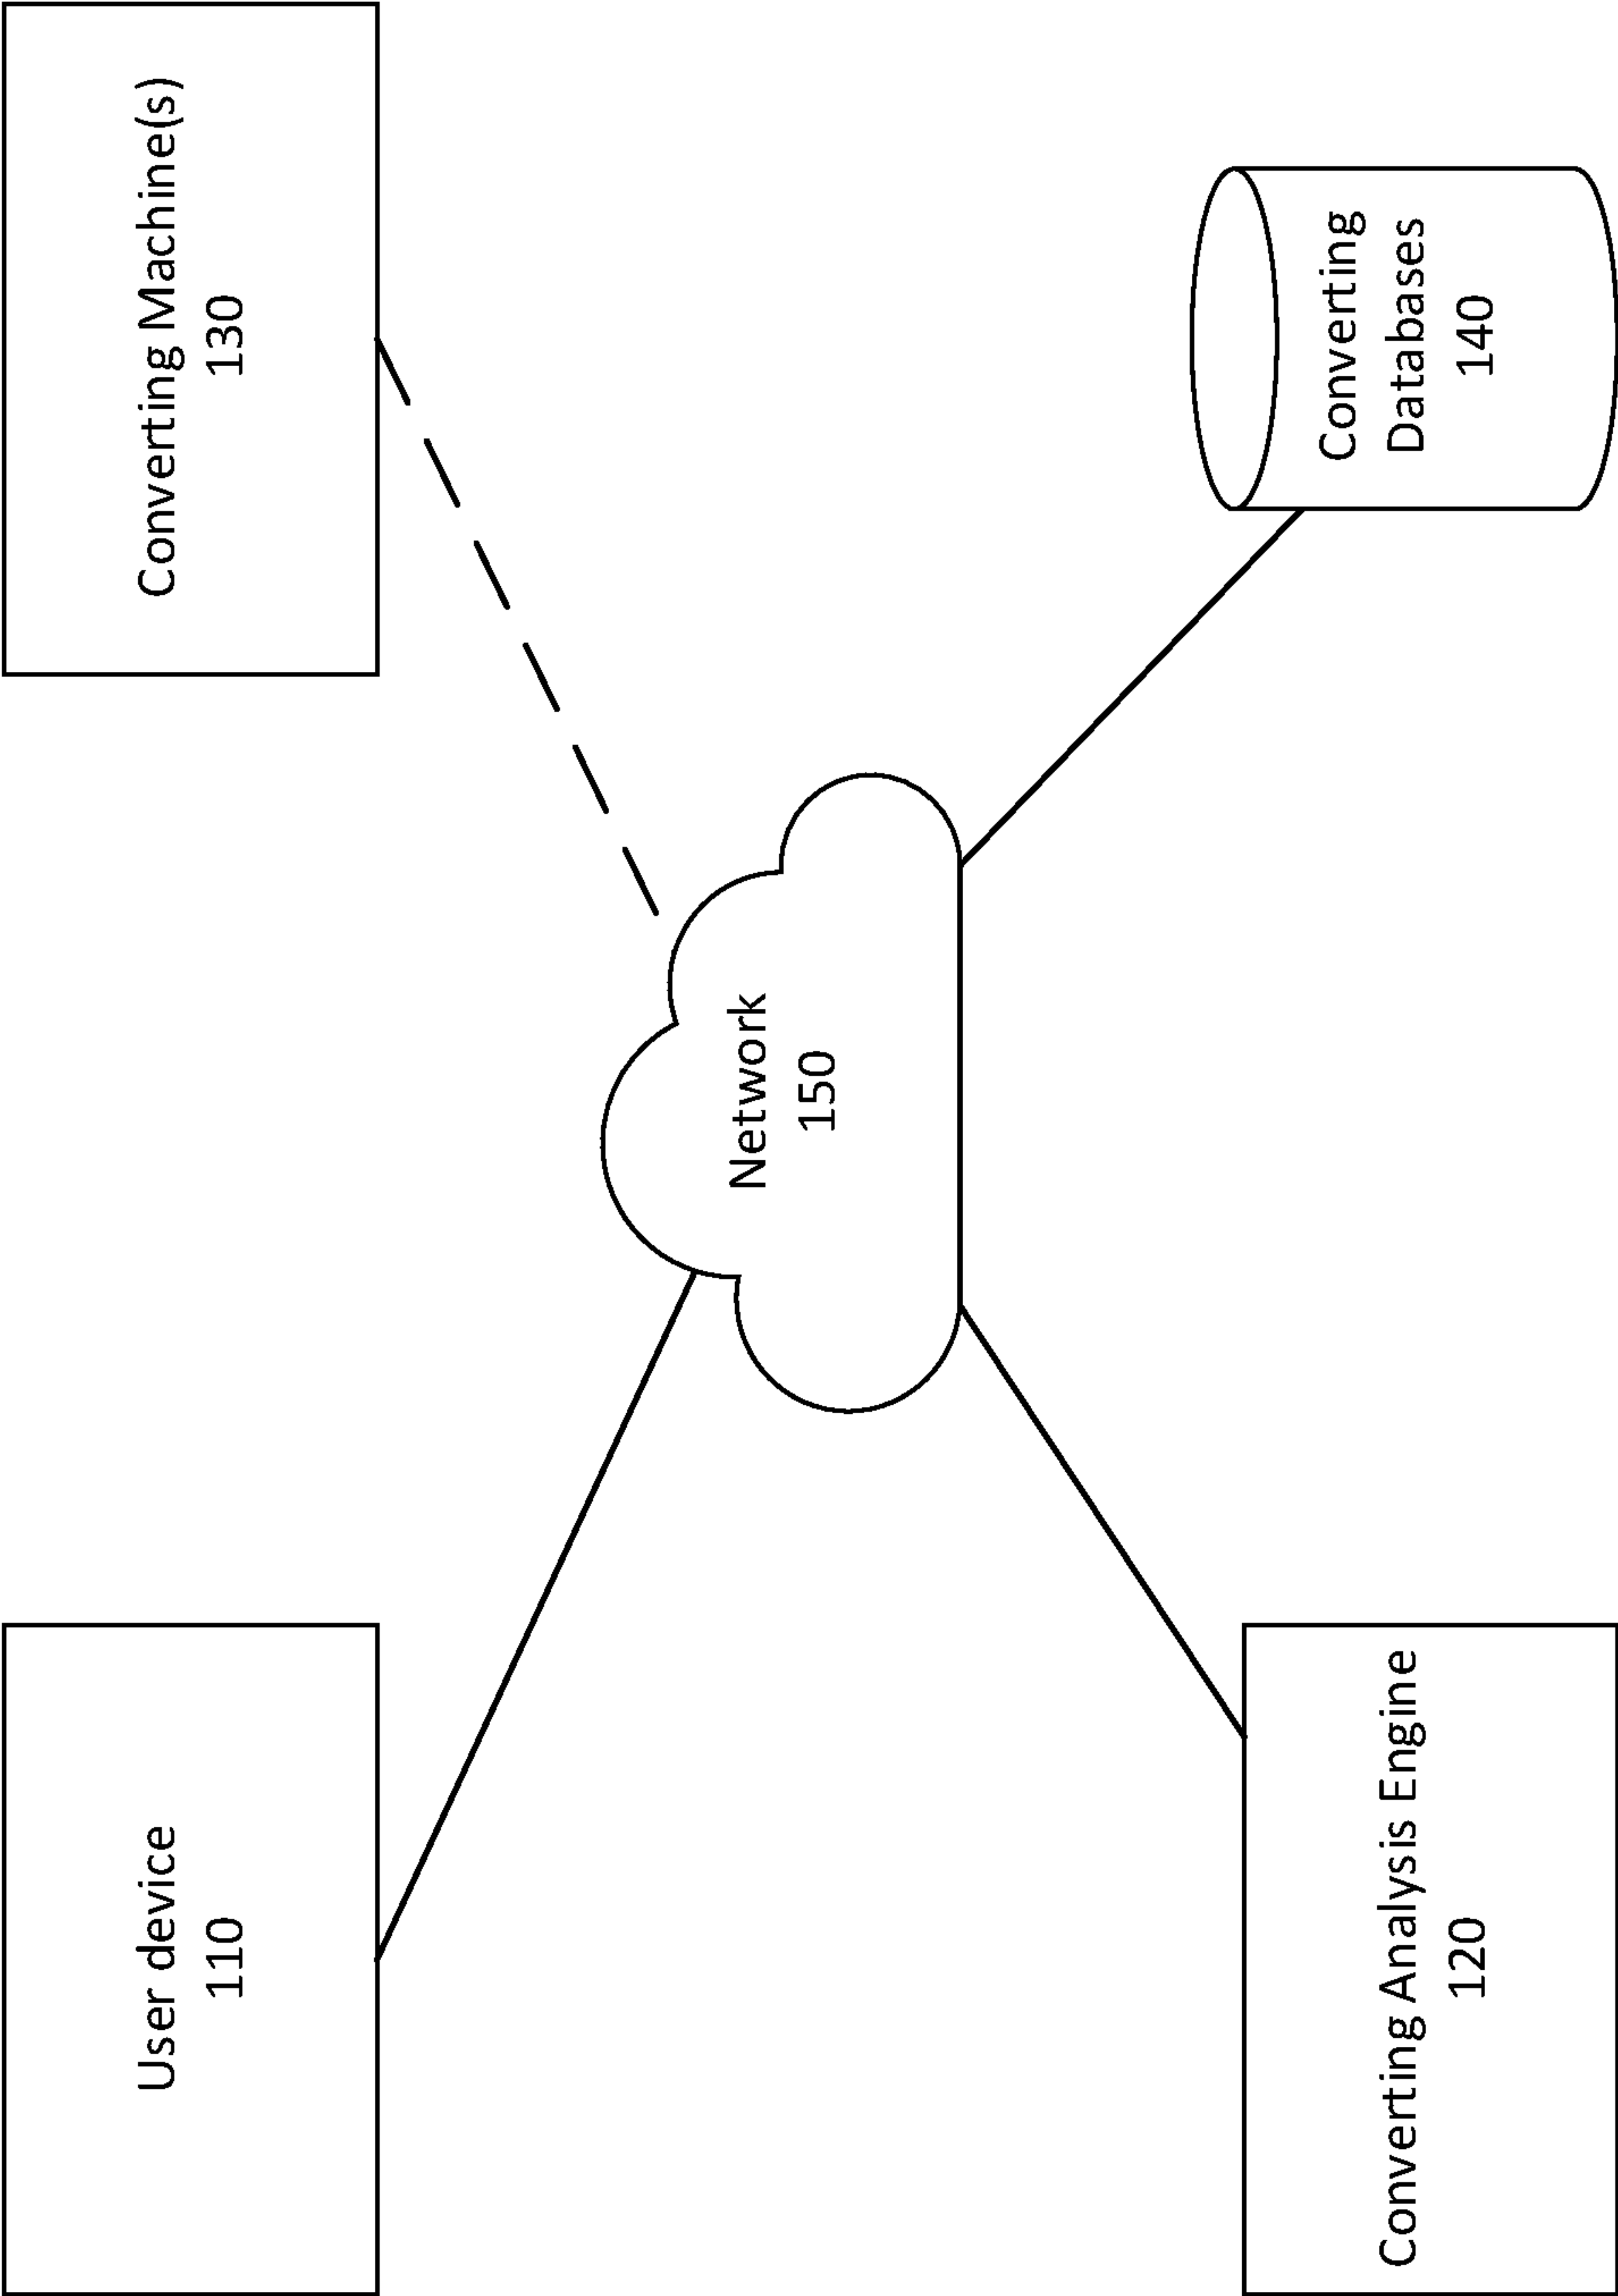 User device
110
Converting Machine(s)
130
Network
150
Converting Analysis Engine
120
Converting
Databases
140